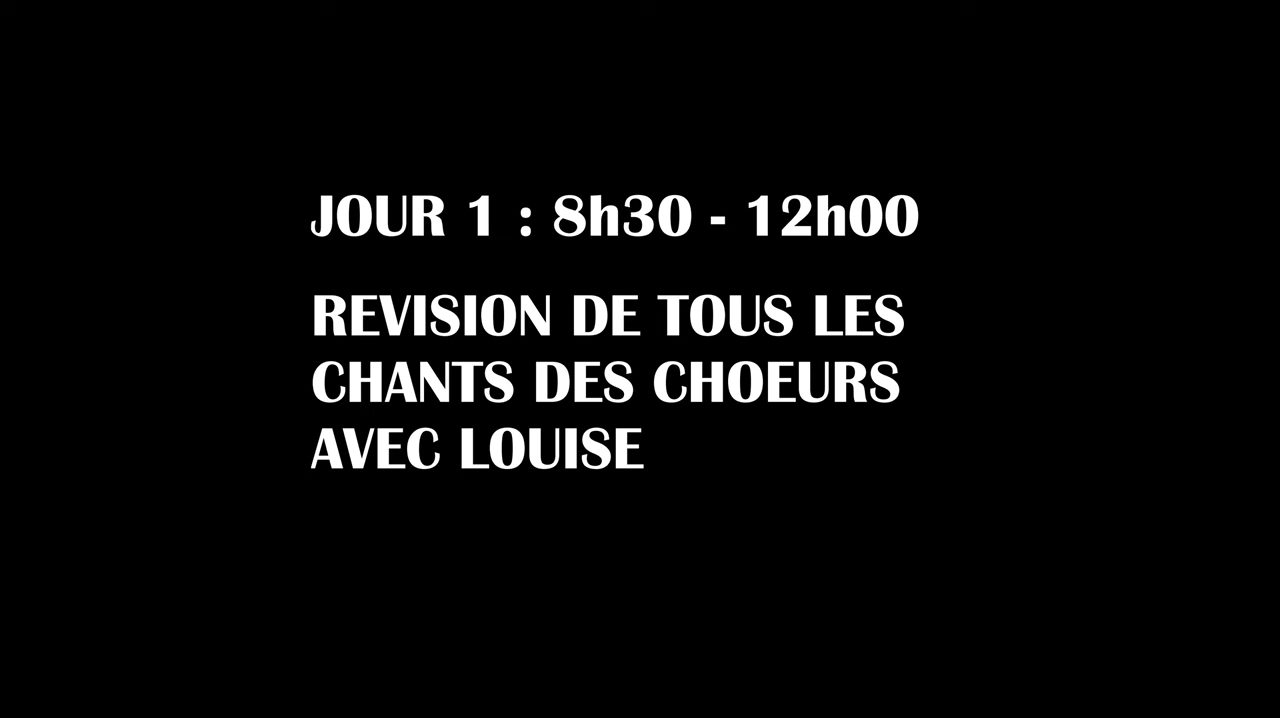 JOUR 1 : 8h30 - 12h00
REVISION DE TOUS LES
CHANTS DES CHOEURS
AVEC LOUISE